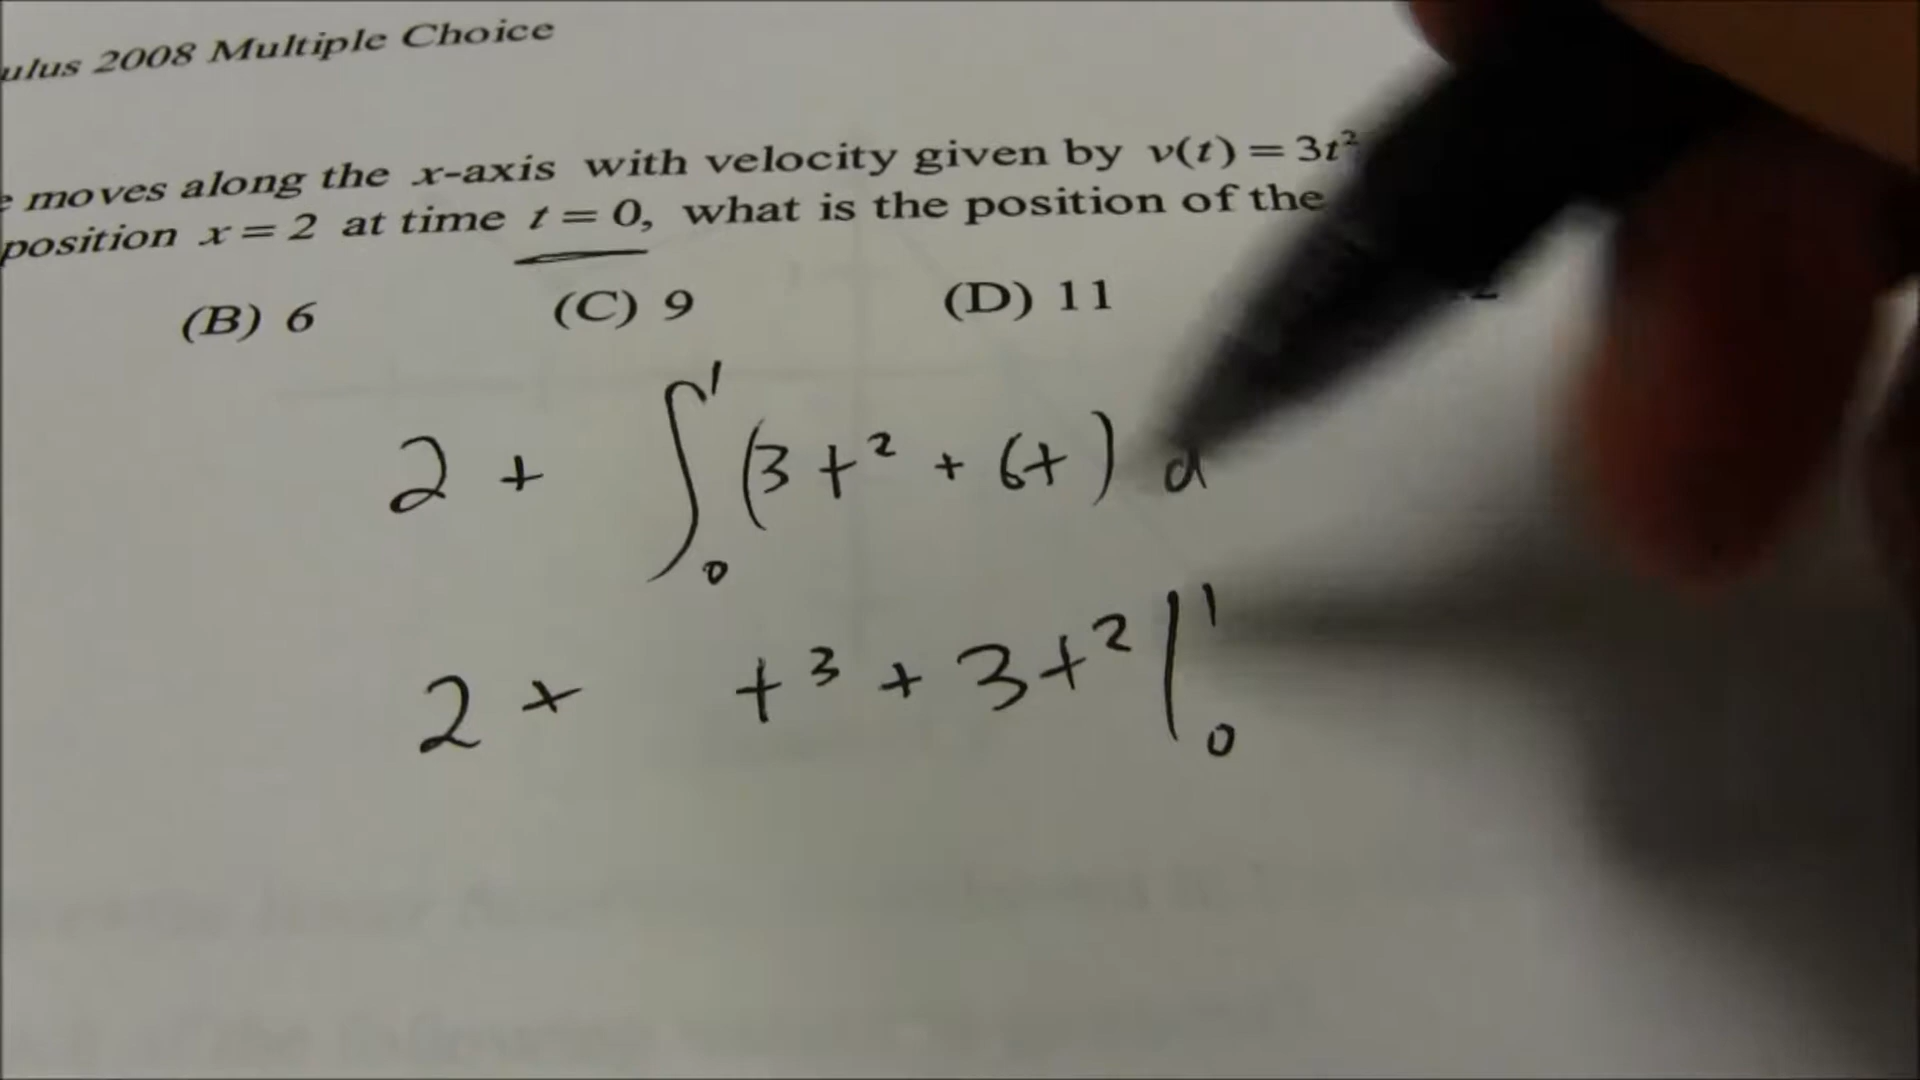 ulus 2008 Multiple Choice
moves along the x-axis with velocity given by v(t) = 3t²
position x = 2 at time t = 0, what is the position of the
(B) 6 (C) 9 (D) 11
2 + ∫₀¹ (3t² + 6t) d
2 + t³ + 3t² |₀¹